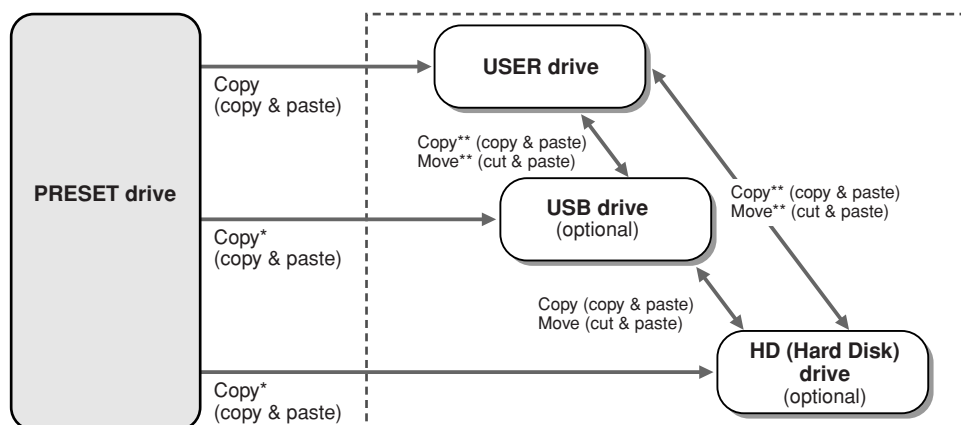 PRESET drive
Copy
(copy & paste)
USER drive
Copy** (copy & paste)
Move** (cut & paste)
Copy** (copy & paste)
Move** (cut & paste)
Copy*
(copy & paste)
USB drive
(optional)
Copy (copy & paste)
Move (cut & paste)
Copy*
(copy & paste)
HD (Hard Disk)
drive
(optional)